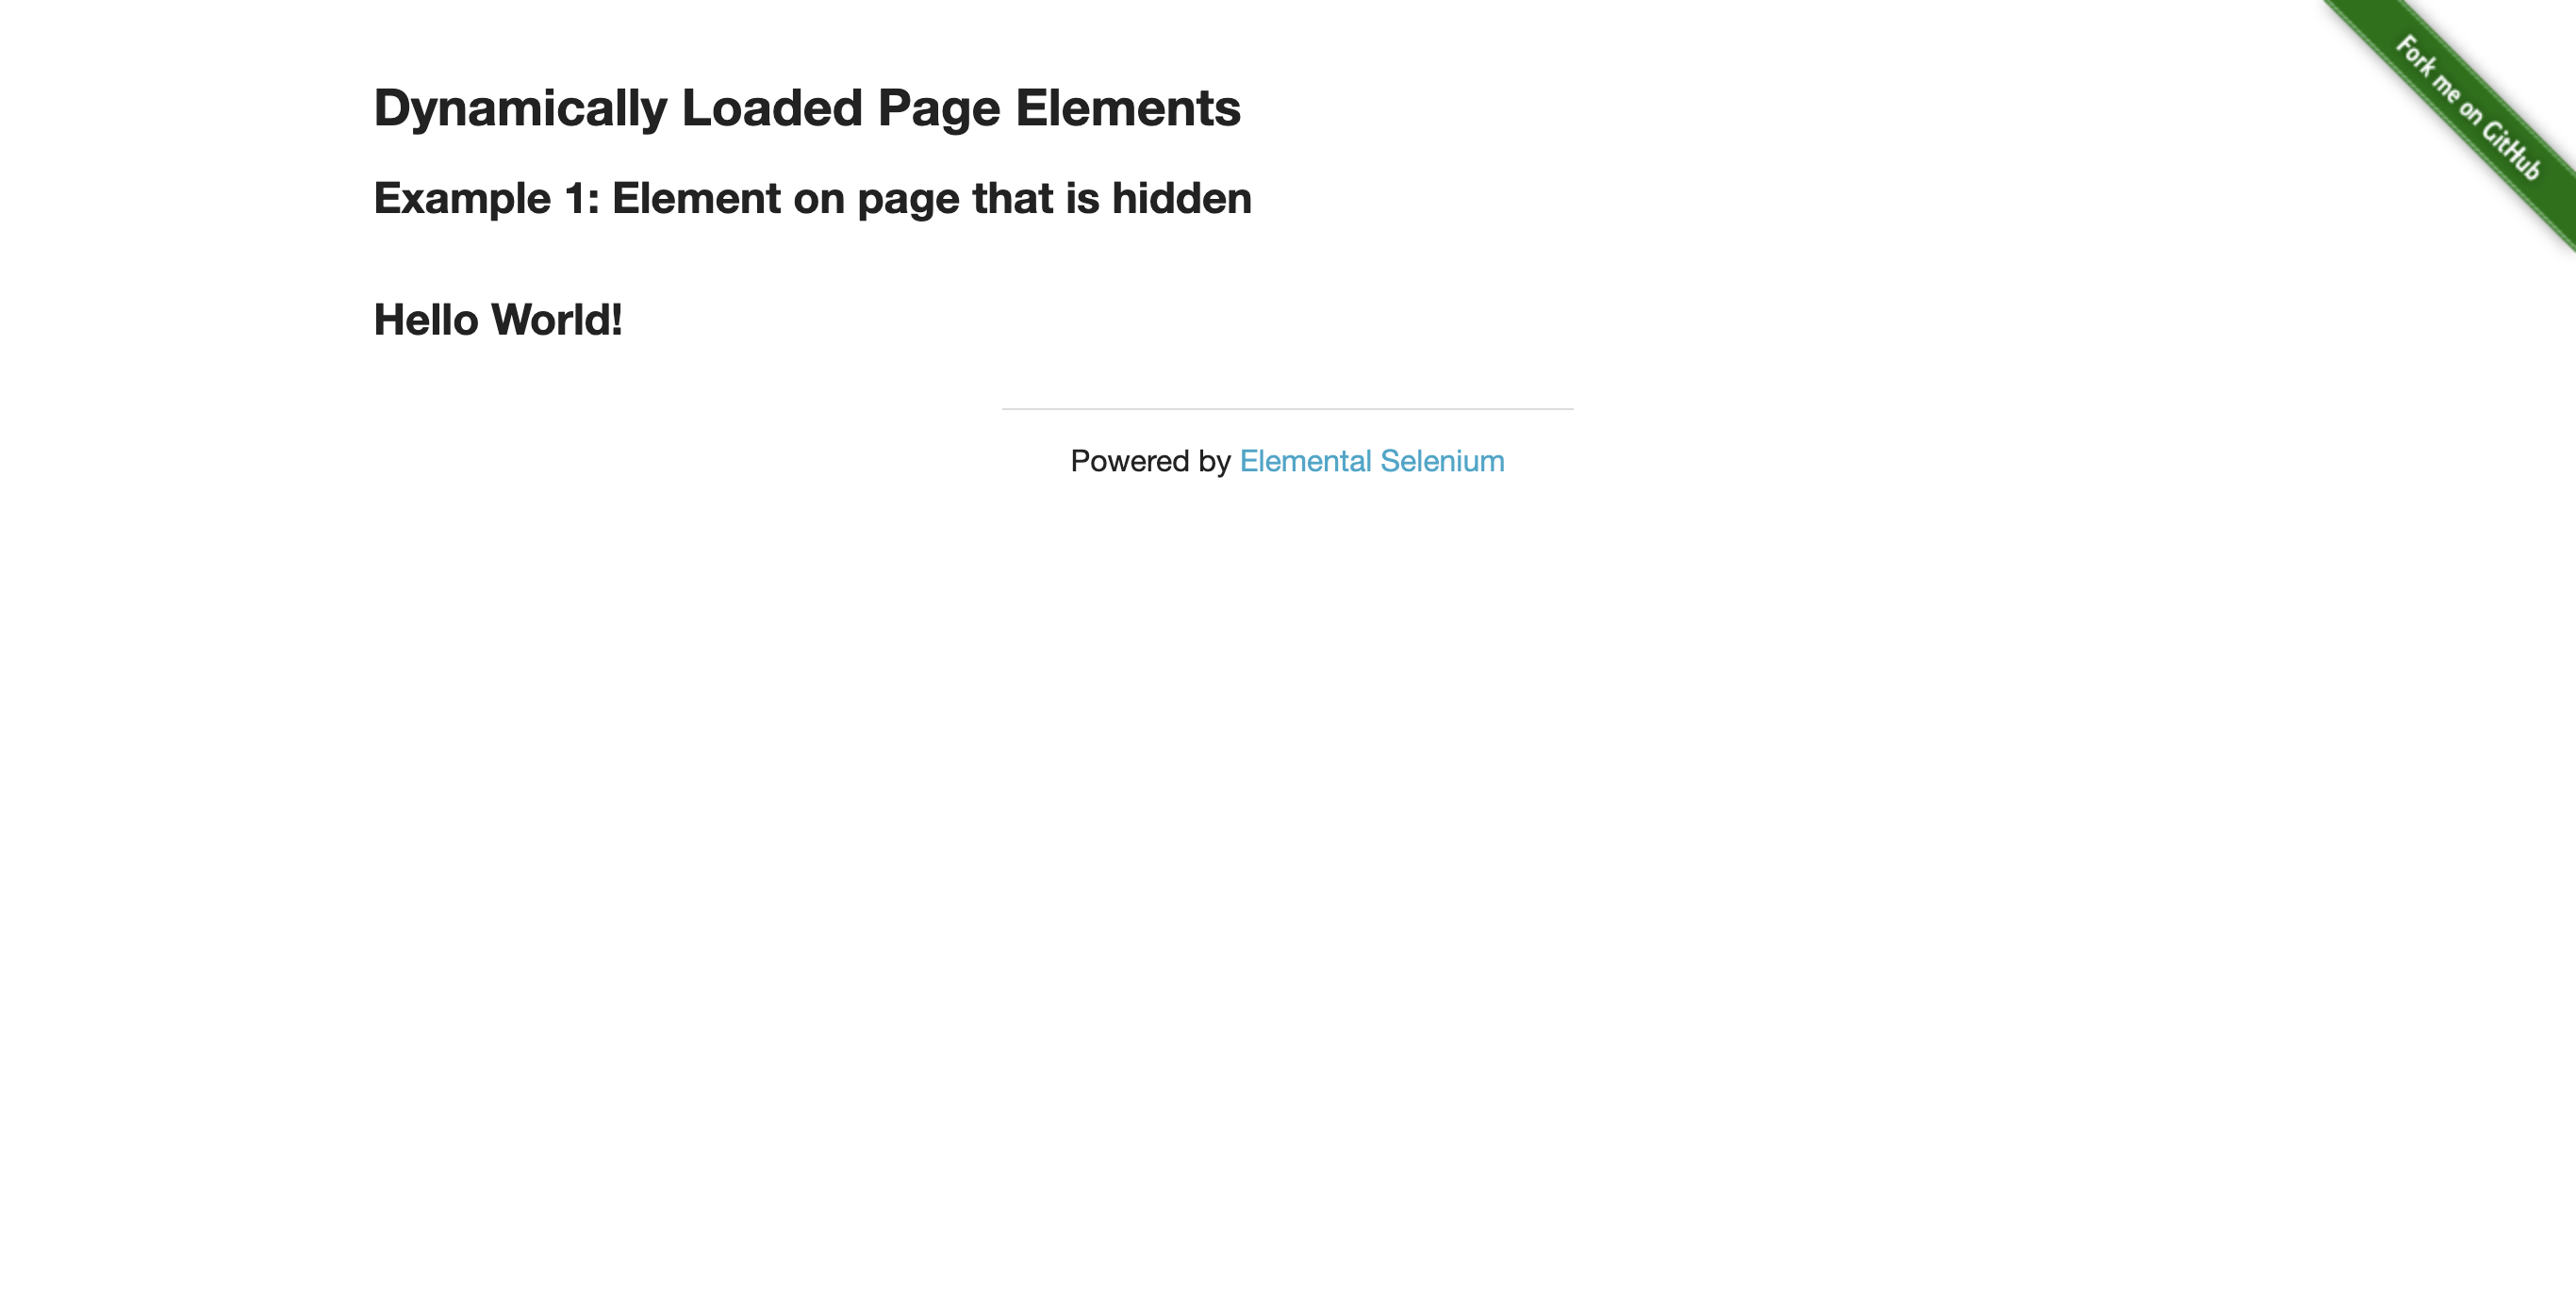 Dynamically Loaded Page Elements
Example 1: Element on page that is hidden
Hello World!
Powered by Elemental Selenium
Fork me on GitHub